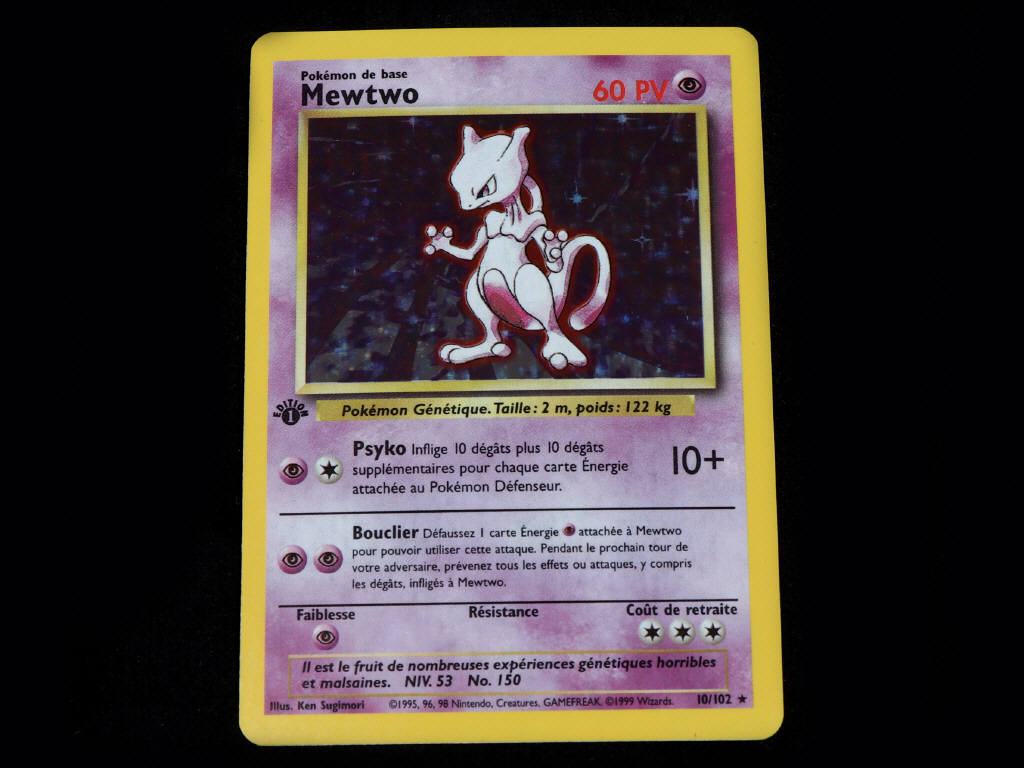 Pokémon de base
Mewtwo 60 PV
EDITION 1
Pokémon Génétique. Taille : 2 m, poids : 122 kg
Psyko Inflige 10 dégâts plus 10 dégâts
supplémentaires pour chaque carte Énergie 10+
attachée au Pokémon Défenseur.
Bouclier Défaussez 1 carte Énergie attachée à Mewtwo
pour pouvoir utiliser cette attaque. Pendant le prochain tour de
votre adversaire, prévenez tous les effets ou attaques, y compris
les dégâts, infligés à Mewtwo.
Faiblesse Résistance Coût de retraite
Il est le fruit de nombreuses expériences génétiques horribles
et malsaines. NIV. 53 No. 150
Illus. Ken Sugimori ©1995, 96, 98 Nintendo, Creatures, GAMEFREAK. ©1999 Wizards. 10/102 ★